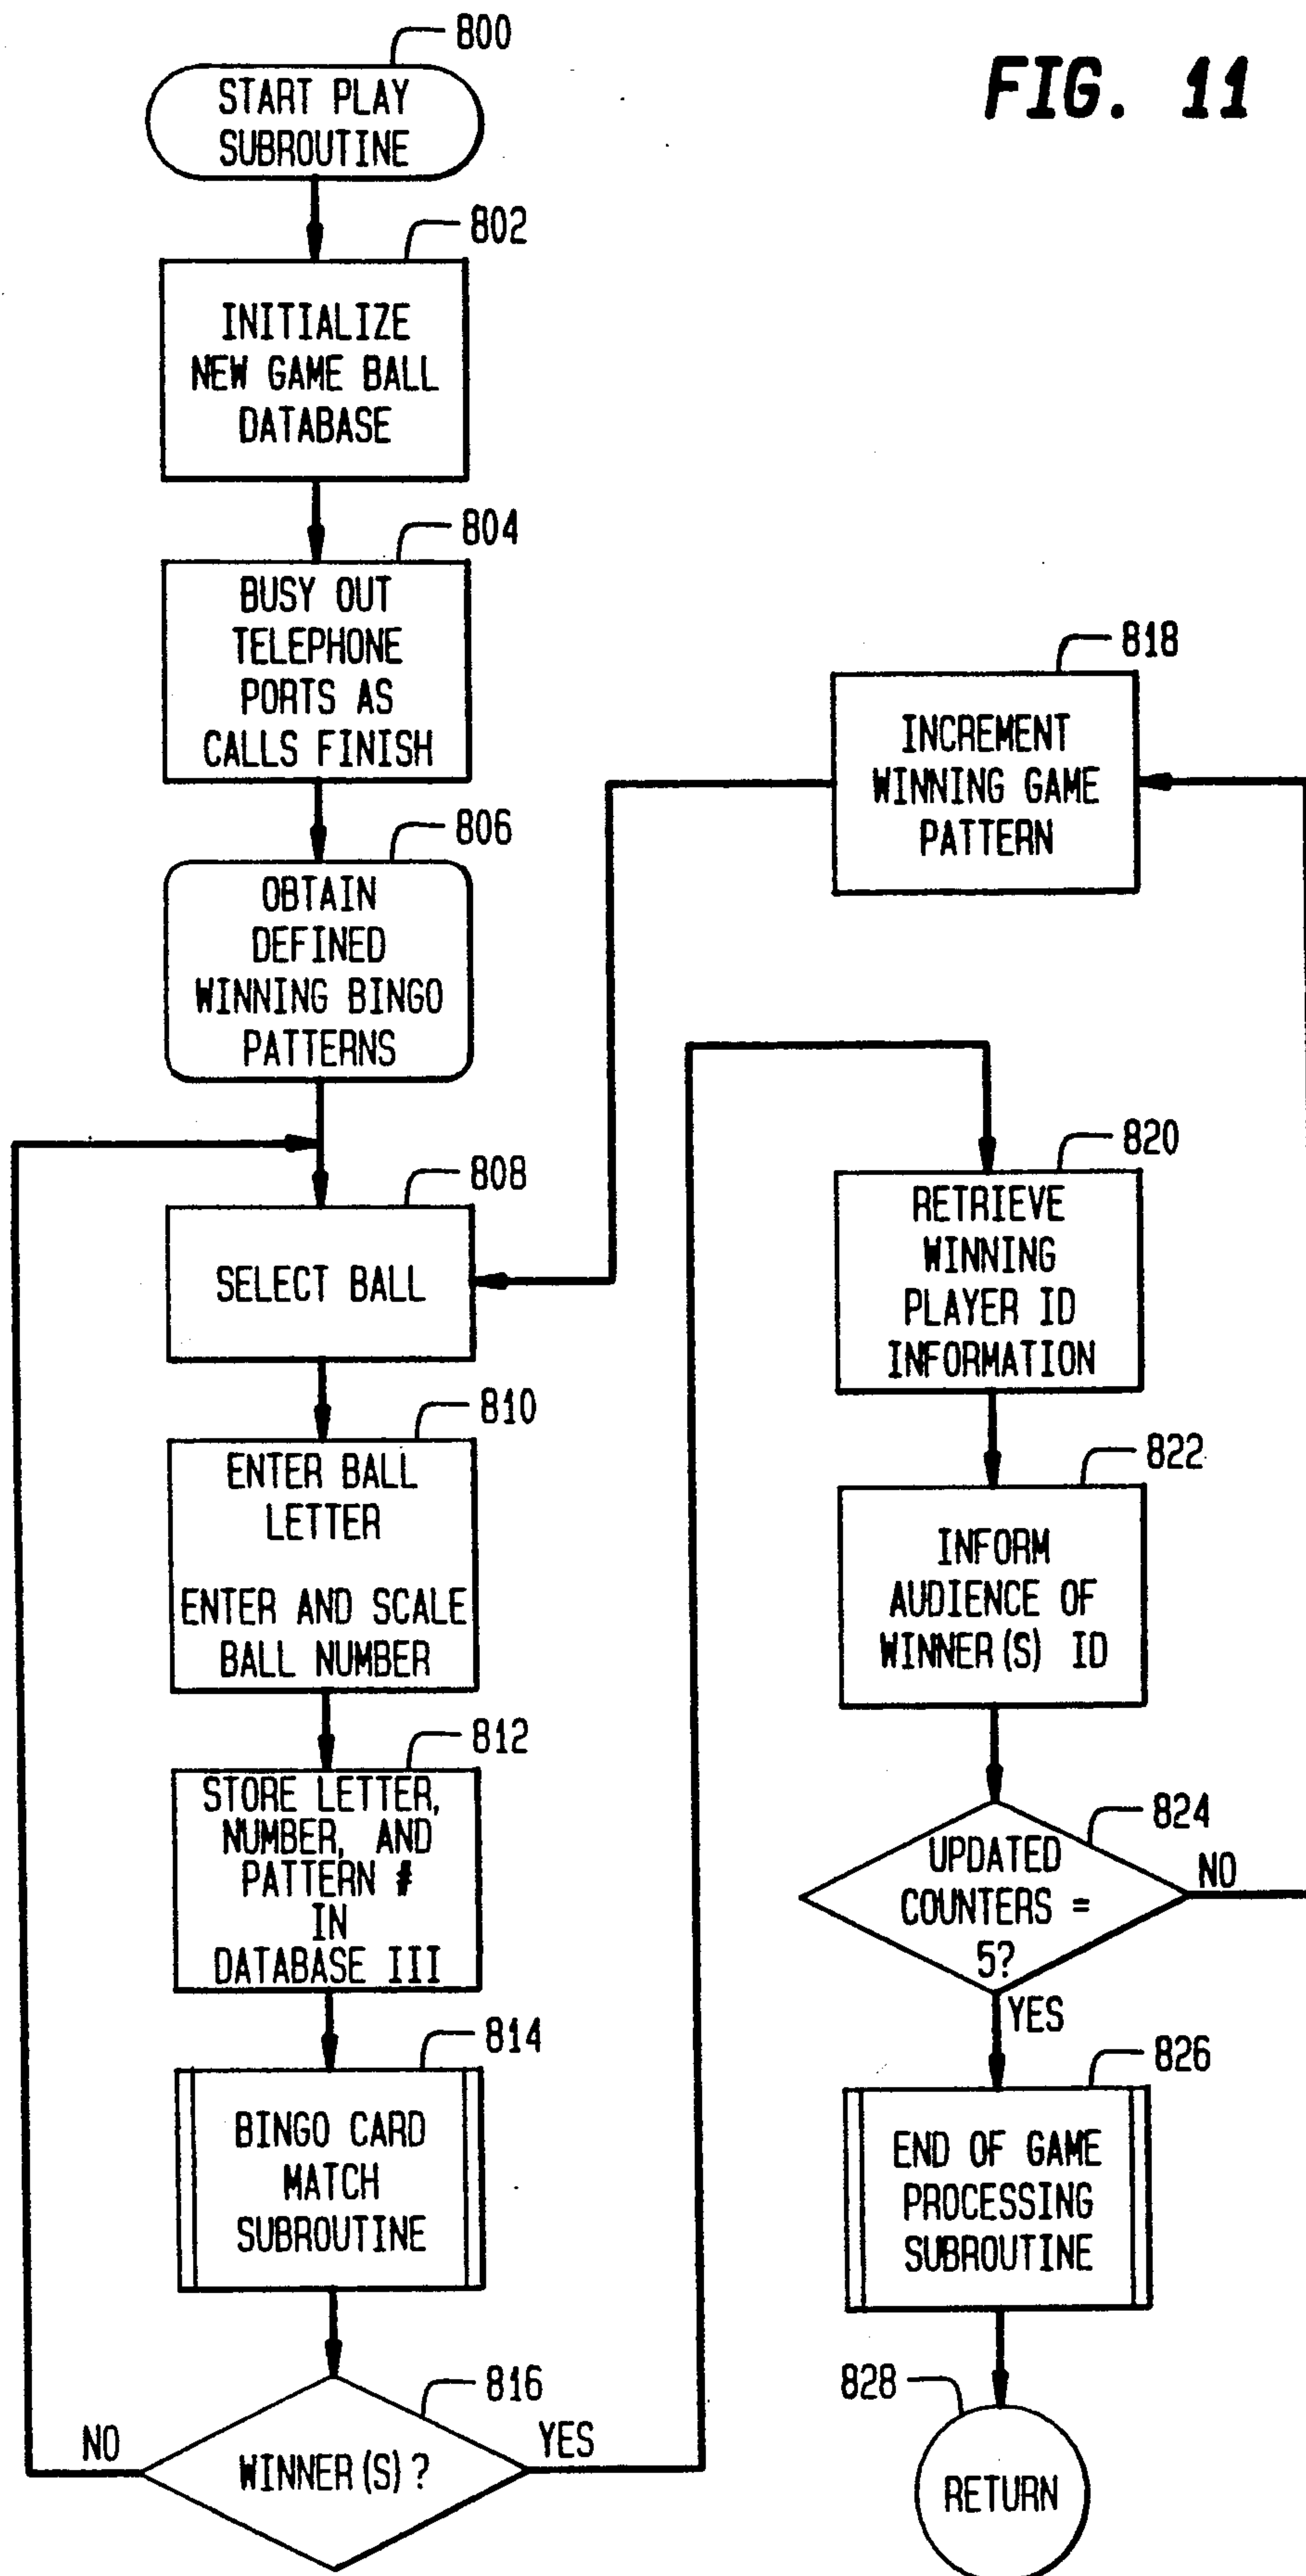 FIG. 11
800
START PLAY
SUBROUTINE
802
INITIALIZE
NEW GAME BALL
DATABASE
804
BUSY OUT
TELEPHONE
PORTS AS
CALLS FINISH
806
OBTAIN
DEFINED
WINNING BINGO
PATTERNS
808
SELECT BALL
810
ENTER BALL
LETTER
ENTER AND SCALE
BALL NUMBER
812
STORE LETTER,
NUMBER, AND
PATTERN #
IN
DATABASE III
814
BINGO CARD
MATCH
SUBROUTINE
816
WINNER(S)?
NO
YES
818
INCREMENT
WINNING GAME
PATTERN
820
RETRIEVE
WINNING
PLAYER ID
INFORMATION
822
INFORM
AUDIENCE OF
WINNER(S) ID
824
UPDATED
COUNTERS =
5?
NO
YES
826
END OF GAME
PROCESSING
SUBROUTINE
828
RETURN